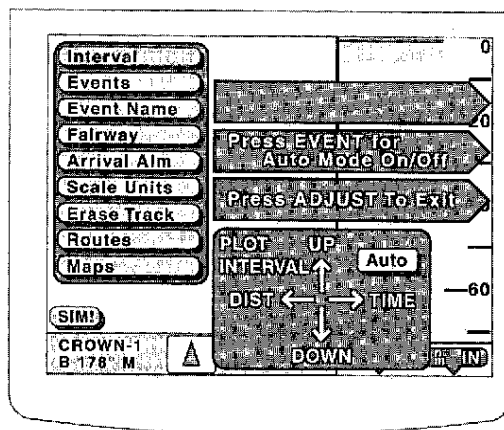 Interval
Events
Event Name
Fairway
Arrival Alm
Scale Units
Erase Track
Routes
Maps
SIM!
CROWN-1
B 178° M
0
0
Press EVENT for
Auto Mode On/Off
Press ADJUST To Exit
PLOT UP
INTERVAL
Auto
DIST TIME
DOWN
60
IN